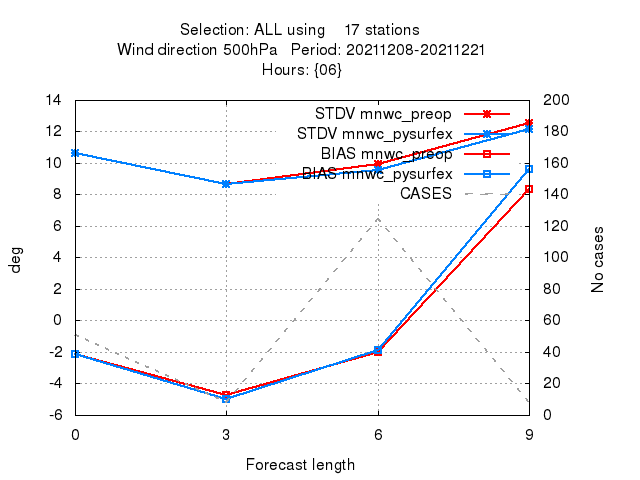 Selection: ALL using    17 stations
Wind direction 500hPa   Period: 20211208-20211221
Hours: {06}
STDV mnwc_preop
STDV mnwc_pysurfex
BIAS mnwc_preop
BIAS mnwc_pysurfex
CASES
14
12
10
8
6
4
2
0
-2
-4
-6
deg
200
180
160
140
120
100
80
60
40
20
0
No cases
0 3 6 9
Forecast length